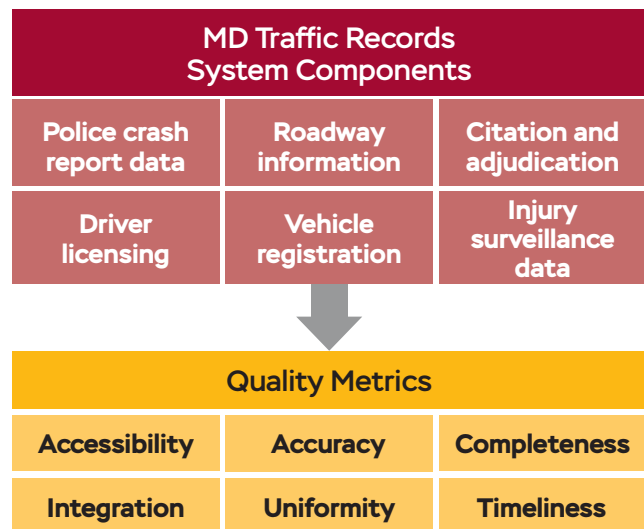 MD Traffic Records
System Components
Police crash
report data
Roadway
information
Citation and
adjudication
Driver
licensing
Vehicle
registration
Injury
surveillance
data
Quality Metrics
Accessibility
Accuracy
Completeness
Integration
Uniformity
Timeliness